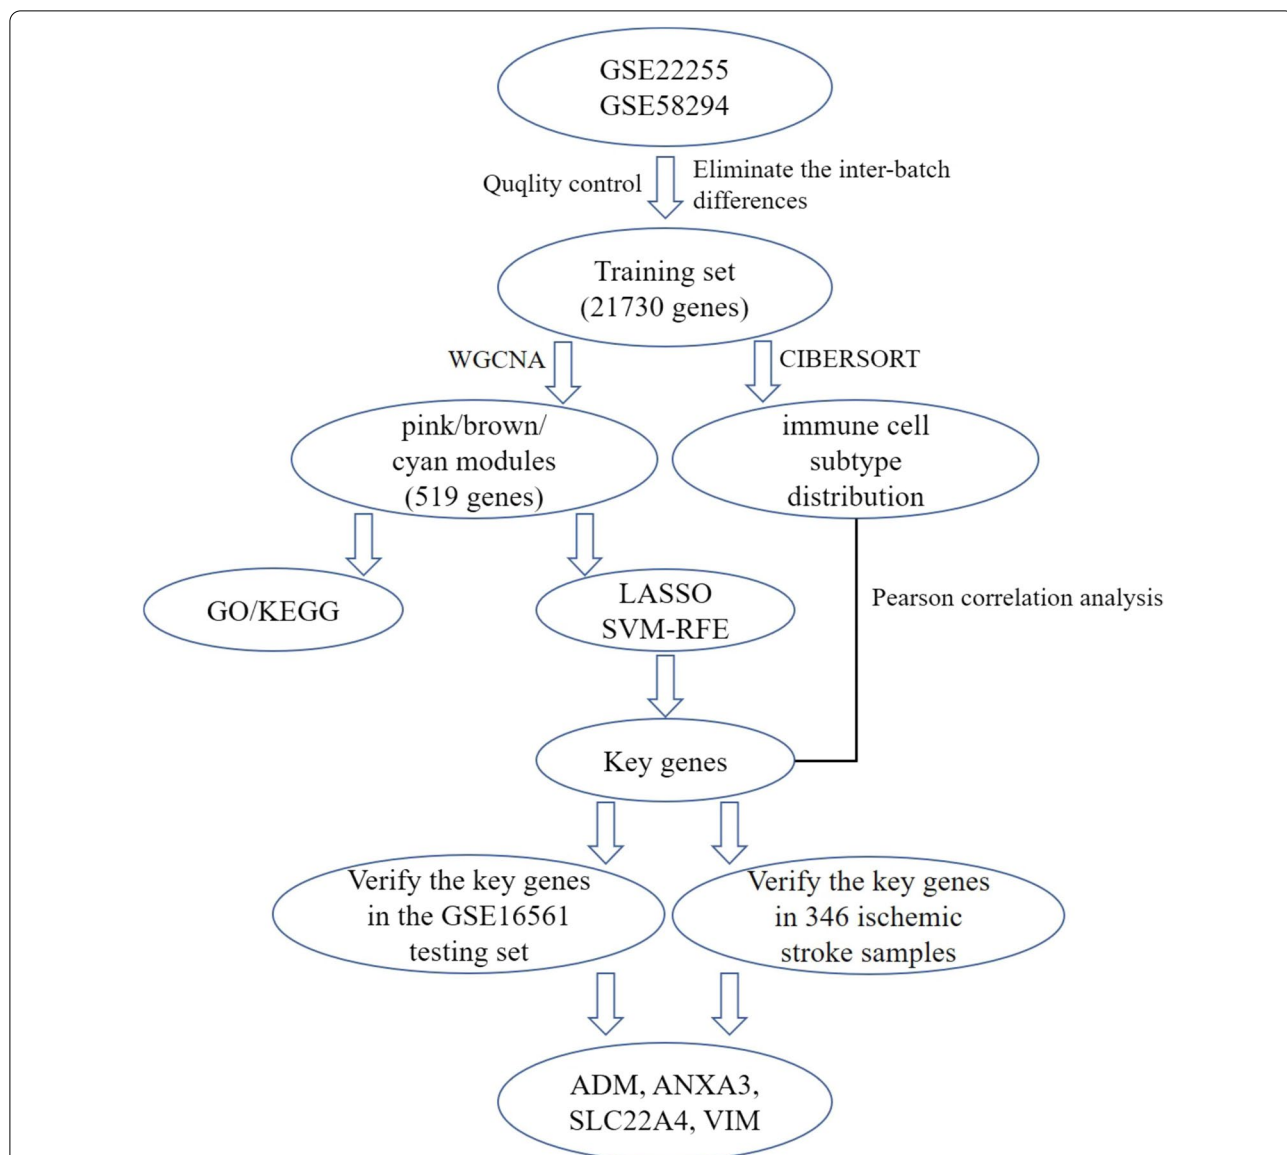 GSE22255
GSE58294
Quqlity control
Eliminate the inter-batch
differences
Training set
(21730 genes)
WGCNA
CIBERSORT
pink/brown/
cyan modules
(519 genes)
immune cell
subtype
distribution
GO/KEGG
LASSO
SVM-RFE
Pearson correlation analysis
Key genes
Verify the key genes
in the GSE16561
testing set
Verify the key genes
in 346 ischemic
stroke samples
ADM, ANXA3,
SLC22A4, VIM